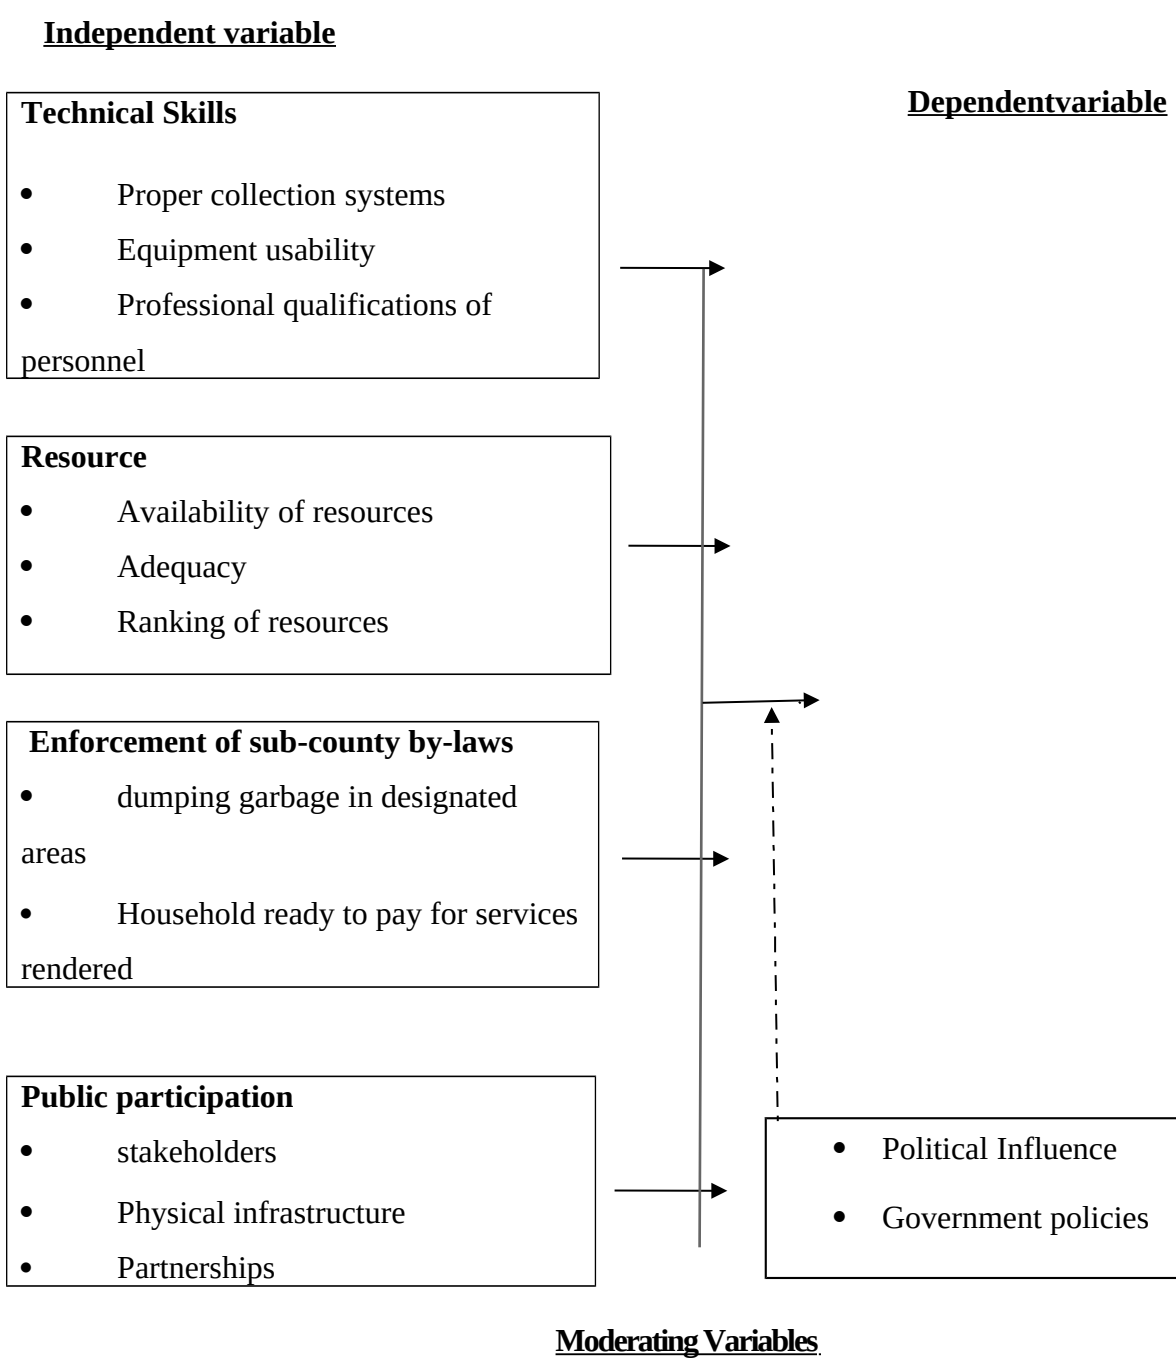 Independent variable
Dependentvariable
Technical Skills
• Proper collection systems
• Equipment usability
• Professional qualifications of
personnel
Resource
• Availability of resources
• Adequacy
• Ranking of resources
Enforcement of sub-county by-laws
• dumping garbage in designated
areas
• Household ready to pay for services
rendered
Public participation
• stakeholders
• Physical infrastructure
• Partnerships
• Political Influence
• Government policies
Moderating Variables